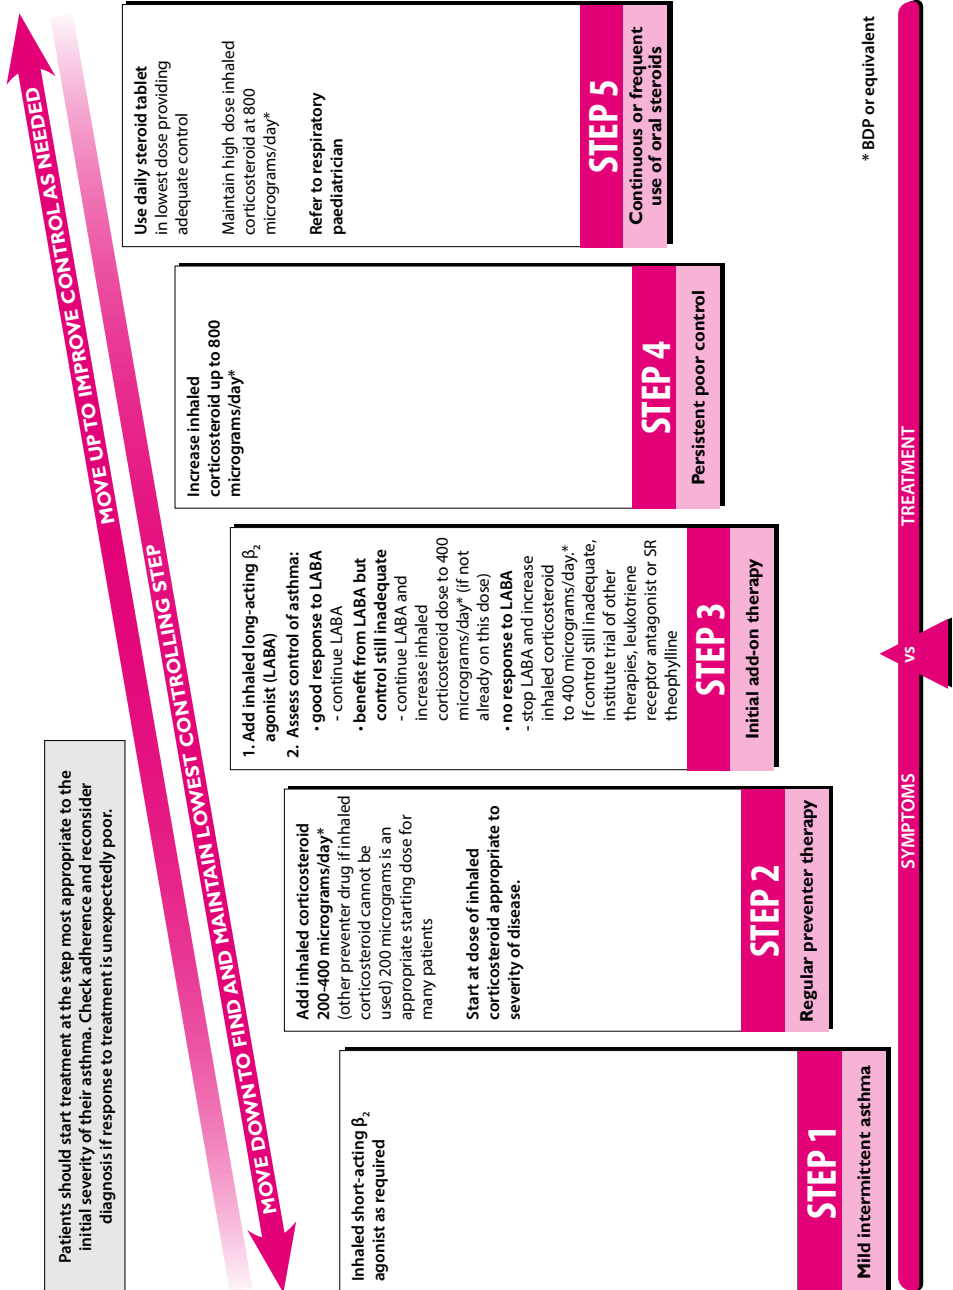 Patients should start treatment at the step most appropriate to the
initial severity of their asthma. Check adherence and reconsider
diagnosis if response to treatment is unexpectedly poor.
MOVE UP TO IMPROVE CONTROL AS NEEDED
MOVE DOWN TO FIND AND MAINTAIN LOWEST CONTROLLING STEP
Inhaled short-acting β₂
agonist as required
STEP 1
Mild intermittent asthma
Add inhaled corticosteroid
200-400 micrograms/day*
(other preventer drug if inhaled
corticosteroid cannot be
used) 200 micrograms is an
appropriate starting dose for
many patients
Start at dose of inhaled
corticosteroid appropriate to
severity of disease.
STEP 2
Regular preventer therapy
1. Add inhaled long-acting β₂
agonist (LABA)
2. Assess control of asthma:
• good response to LABA
- continue LABA
• benefit from LABA but
control still inadequate
- continue LABA and
increase inhaled
corticosteroid dose to 400
micrograms/day* (if not
already on this dose)
• no response to LABA
- stop LABA and increase
inhaled corticosteroid
to 400 micrograms/day.*
If control still inadequate,
institute trial of other
therapies, leukotriene
receptor antagonist or SR
theophylline
STEP 3
Initial add-on therapy
Increase inhaled
corticosteroid up to 800
micrograms/day*
STEP 4
Persistent poor control
Use daily steroid tablet
in lowest dose providing
adequate control
Maintain high dose inhaled
corticosteroid at 800
micrograms/day*
Refer to respiratory
paediatrician
STEP 5
Continuous or frequent
use of oral steroids
* BDP or equivalent
SYMPTOMS vs TREATMENT